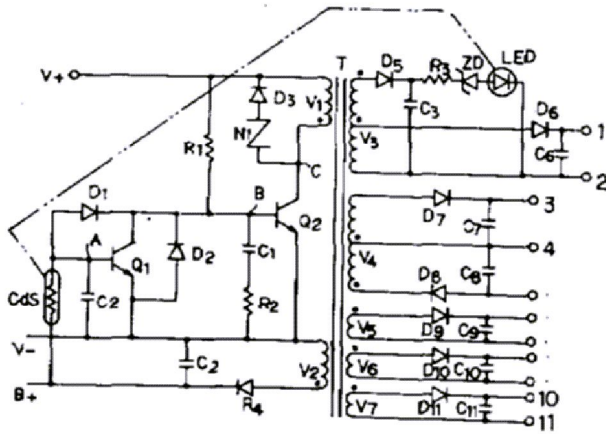 T LED
V+ D5 R3 ZD
D3 V1 C3 D6 1
R1 N1 V3 C6
C 2
D1 B D7 3
A Q2 C7
Q1 D2 C1 V4 4
CdS C2 R2 D8 C8
V- V5 D9 C9
C2 V2 V6 D10 C10
B+ R4 V7 D11 C11 10
11